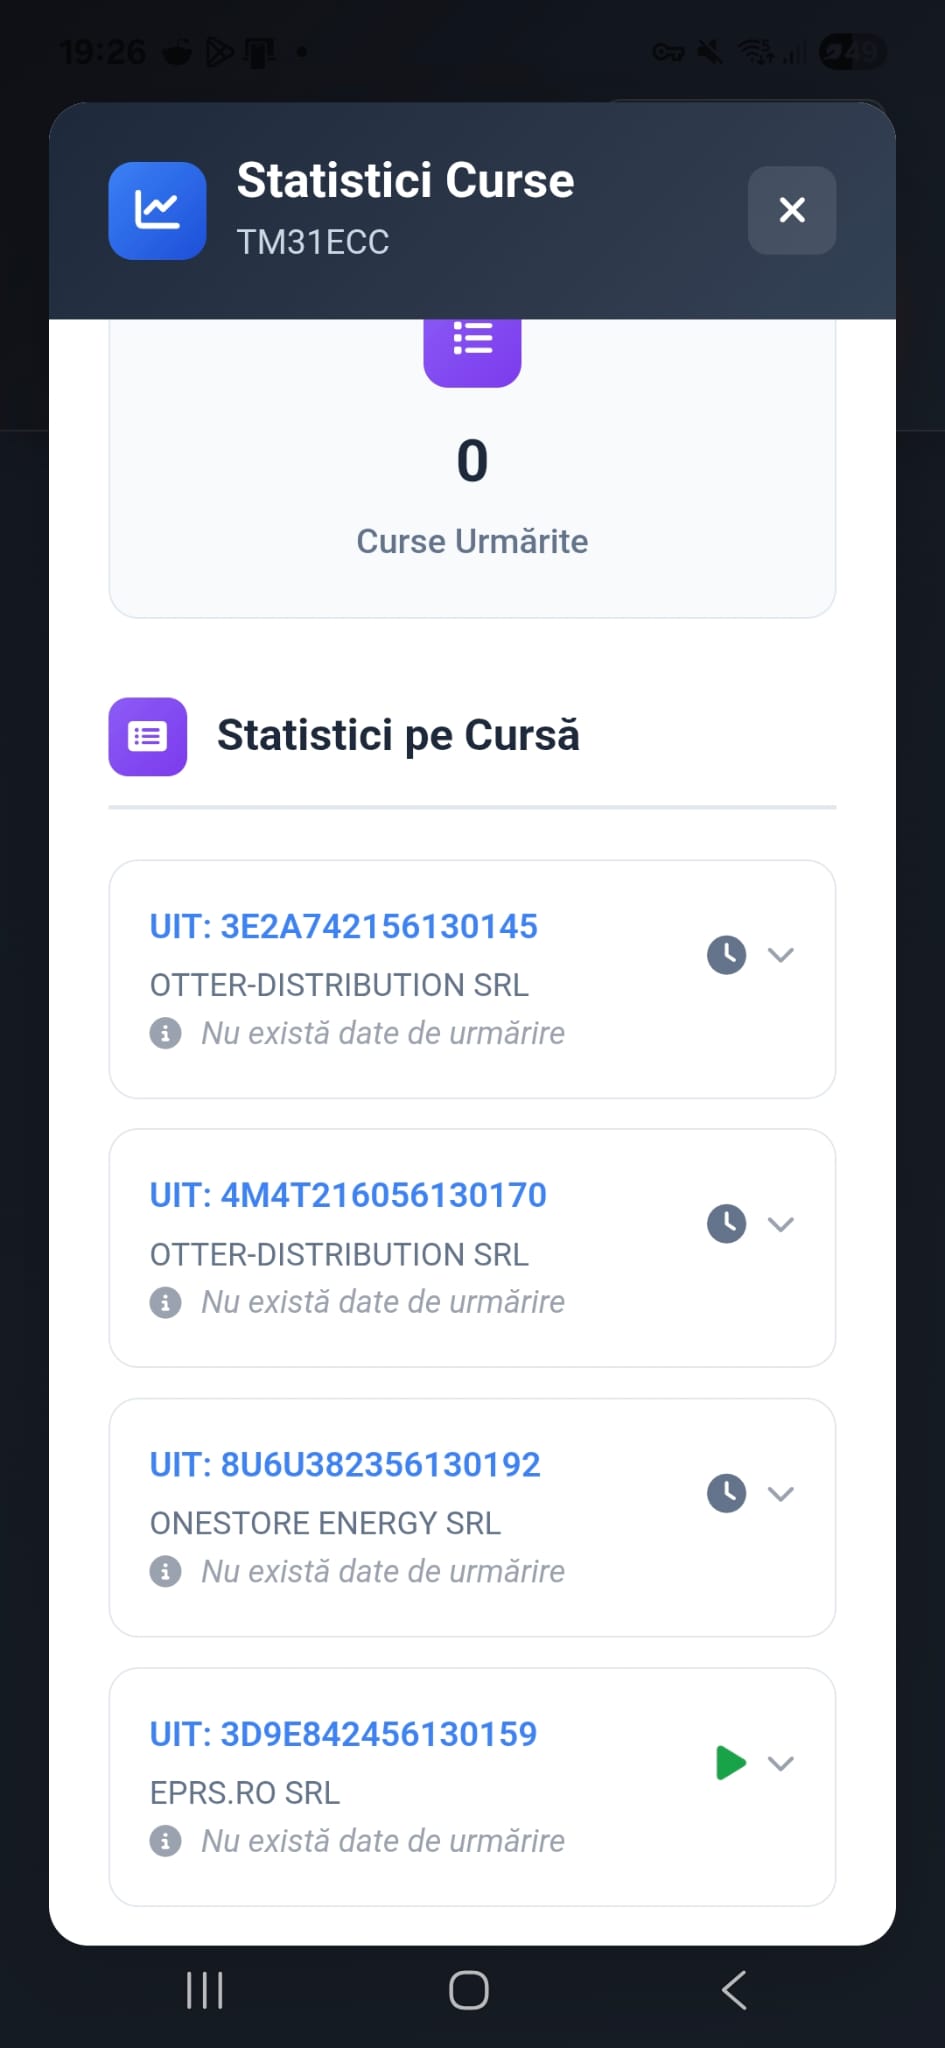 19:26
49
Statistici Curse
TM31ECC
0
Curse Urmărite
Statistici pe Cursă
UIT: 3E2A742156130145
OTTER-DISTRIBUTION SRL
Nu există date de urmărire
UIT: 4M4T216056130170
OTTER-DISTRIBUTION SRL
Nu există date de urmărire
UIT: 8U6U382356130192
ONESTORE ENERGY SRL
Nu există date de urmărire
UIT: 3D9E842456130159
EPRS.RO SRL
Nu există date de urmărire